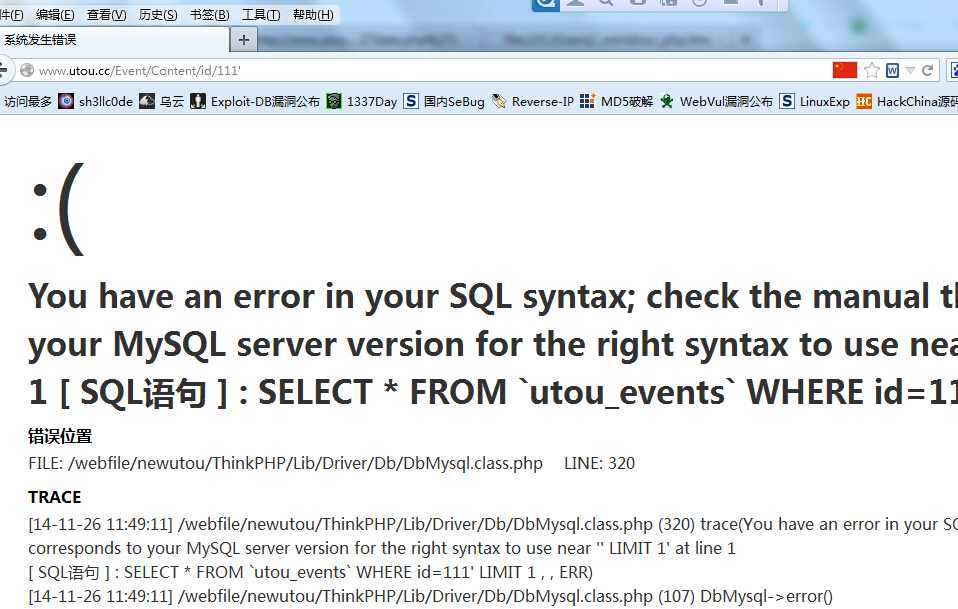 件(F) 编辑(E) 查看(V) 历史(S) 书签(B) 工具(T) 帮助(H)
系统发生错误
www.utou.cc/Event/Content/id/111'
访问最多 sh3llc0de 乌云 Exploit-DB漏洞公布 1337Day 国内SeBug Reverse-IP MD5破解 WebVul漏洞公布 LinuxExp HackChina源码
:(
You have an error in your SQL syntax; check the manual th
your MySQL server version for the right syntax to use nea
1 [ SQL语句 ] : SELECT * FROM `utou_events` WHERE id=11
错误位置
FILE: /webfile/newutou/ThinkPHP/Lib/Driver/Db/DbMysql.class.php LINE: 320
TRACE
[14-11-26 11:49:11] /webfile/newutou/ThinkPHP/Lib/Driver/Db/DbMysql.class.php (320) trace(You have an error in your SQ
corresponds to your MySQL server version for the right syntax to use near '' LIMIT 1' at line 1
[ SQL语句 ] : SELECT * FROM `utou_events` WHERE id=111' LIMIT 1 , , ERR)
[14-11-26 11:49:11] /webfile/newutou/ThinkPHP/Lib/Driver/Db/DbMysql.class.php (107) DbMysql->error()